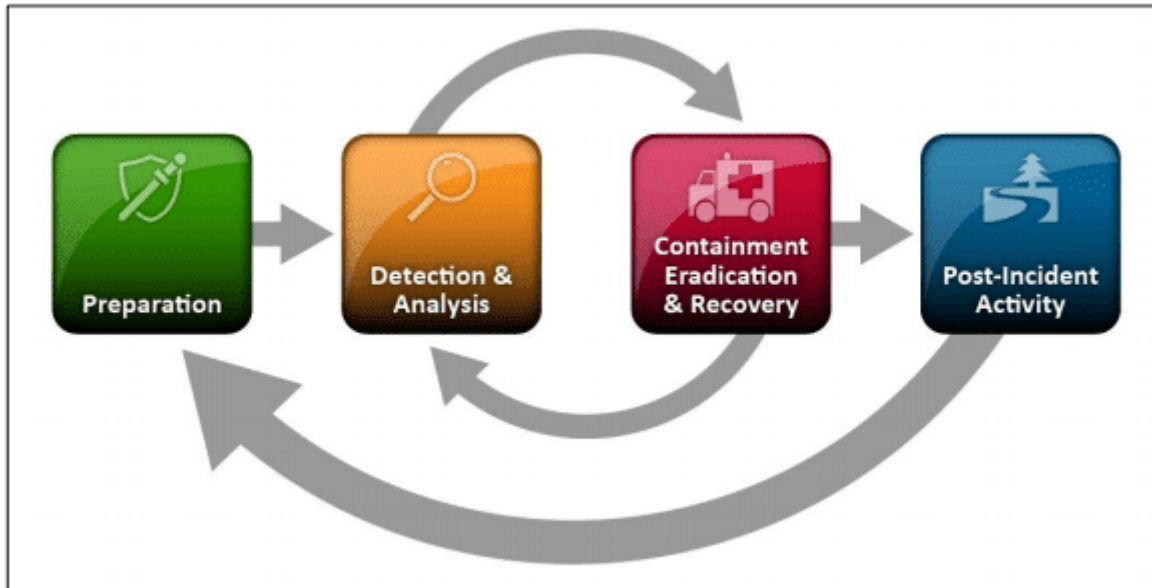 Preparation
Detection &
Analysis
Containment
Eradication
& Recovery
Post-Incident
Activity